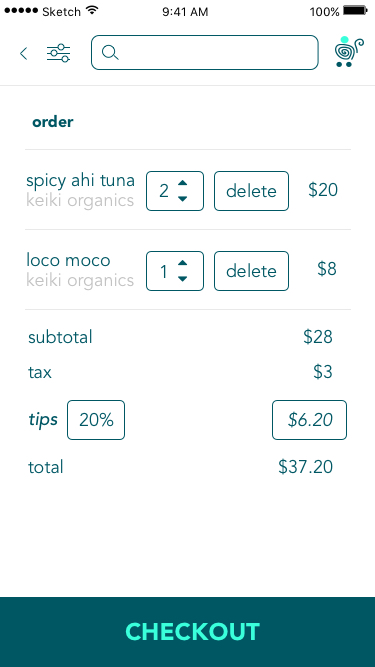 Sketch 9:41 AM 100%
order
spicy ahi tuna 2 delete $20
keiki organics
loco moco 1 delete $8
keiki organics
subtotal $28
tax $3
tips 20% $6.20
total $37.20
CHECKOUT